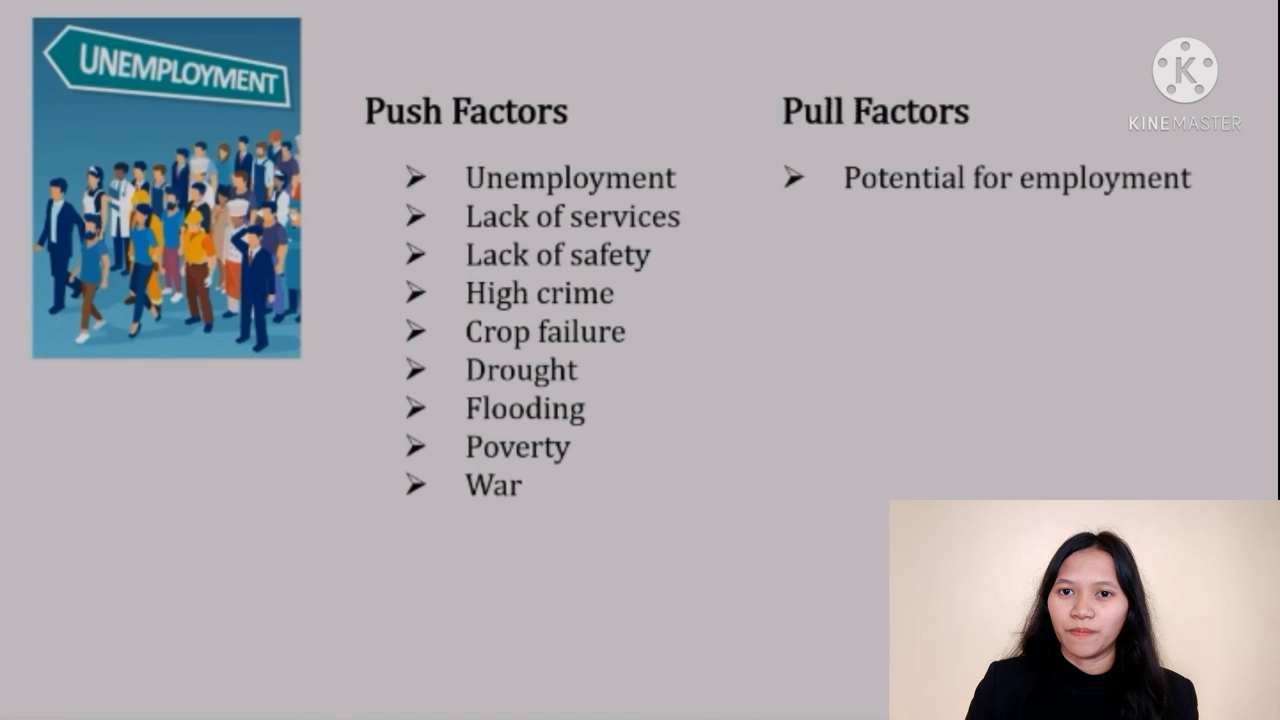 UNEMPLOYMENT
Push Factors
➢ Unemployment
➢ Lack of services
➢ Lack of safety
➢ High crime
➢ Crop failure
➢ Drought
➢ Flooding
➢ Poverty
➢ War
Pull Factors
➢ Potential for employment
K
KINEMASTER